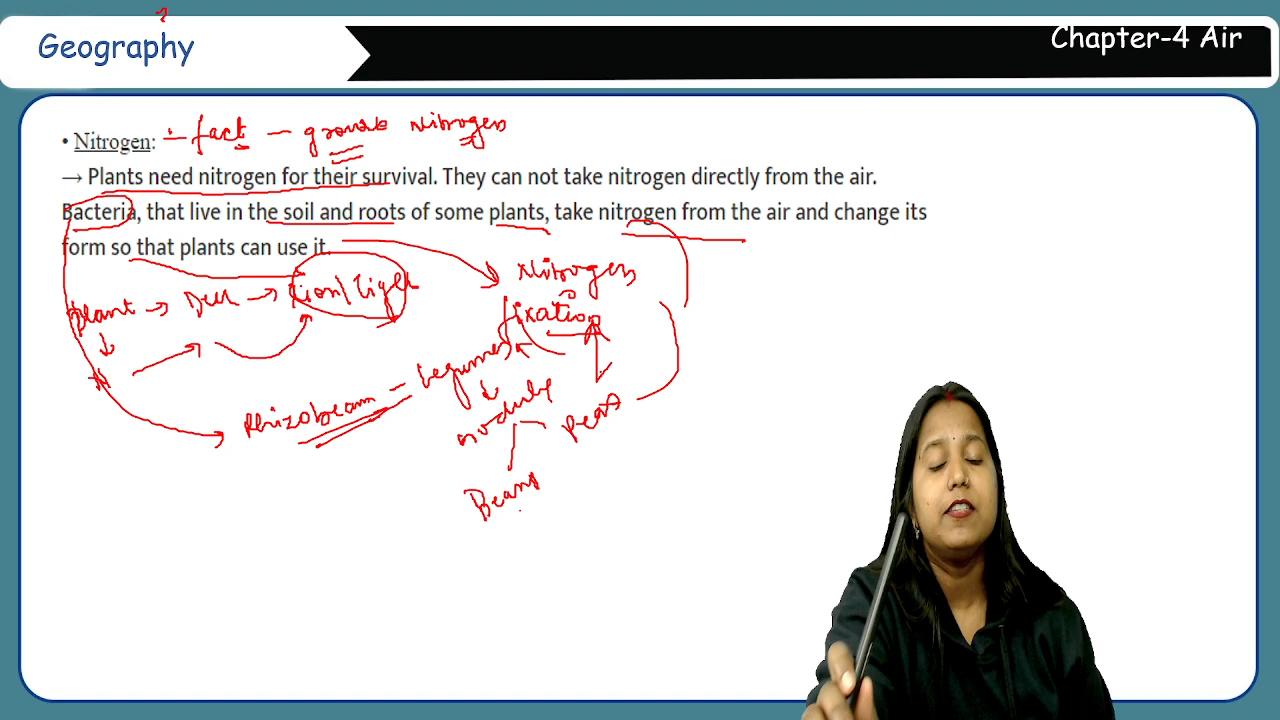 Geography
Chapter-4 Air
• Nitrogen: - fact - growth nitrogen
→ Plants need nitrogen for their survival. They can not take nitrogen directly from the air.
Bacteria, that live in the soil and roots of some plants, take nitrogen from the air and change its
form so that plants can use it.
Nitrogen
fixation
plant → Deer → Lion/Tiger
Rhizobeam - legumes
nodule
peas
Beans